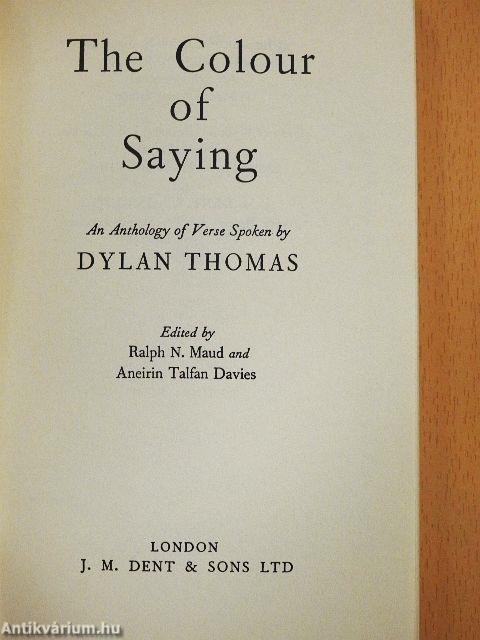 The Colour
of
Saying
An Anthology of Verse Spoken by
DYLAN THOMAS
Edited by
Ralph N. Maud and
Aneirin Talfan Davies
LONDON
J. M. DENT & SONS LTD
Antikvárium.hu